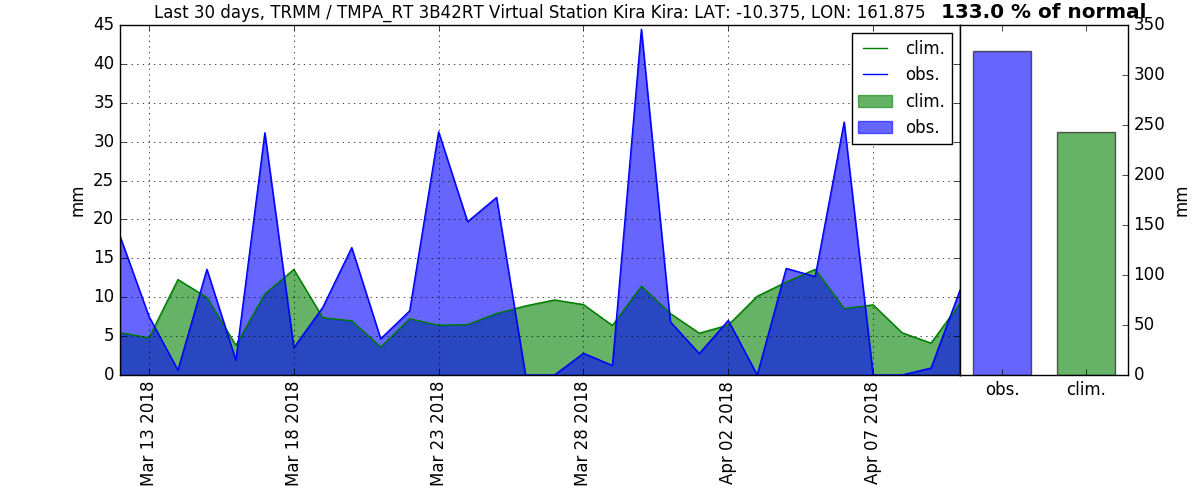 Last 30 days, TRMM / TMPA_RT 3B42RT Virtual Station Kira Kira: LAT: -10.375, LON: 161.875 133.0 % of normal
45
40
35
30
25
20
15
10
5
0
mm
clim.
obs.
clim.
obs.
Mar 13 2018
Mar 18 2018
Mar 23 2018
Mar 28 2018
Apr 02 2018
Apr 07 2018
350
300
250
200
150
100
50
0
mm
obs. clim.